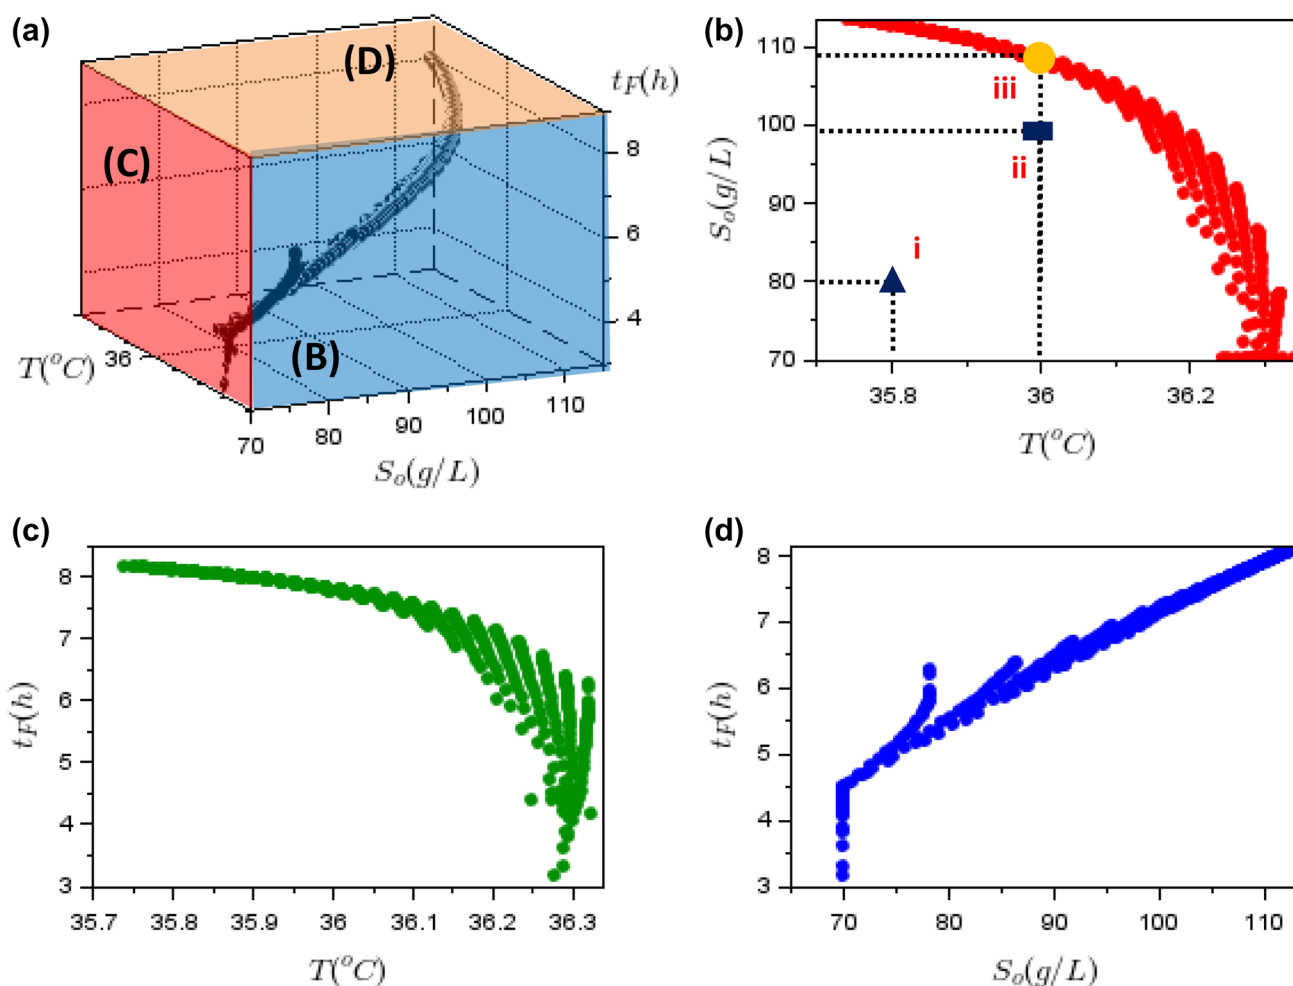 (a)
(D)
t_F(h)
(C)
8
6
4
(B)
T(°C)
36
70
80
90
100
110
S_o(g/L)
(b)
110
100
90
80
70
S_o(g/L)
iii
ii
i
35.8
36
36.2
T(°C)
(c)
8
7
6
5
4
3
t_F(h)
35.7
35.8
35.9
36
36.1
36.2
36.3
T(°C)
(d)
8
7
6
5
4
3
t_F(h)
70
80
90
100
110
S_o(g/L)